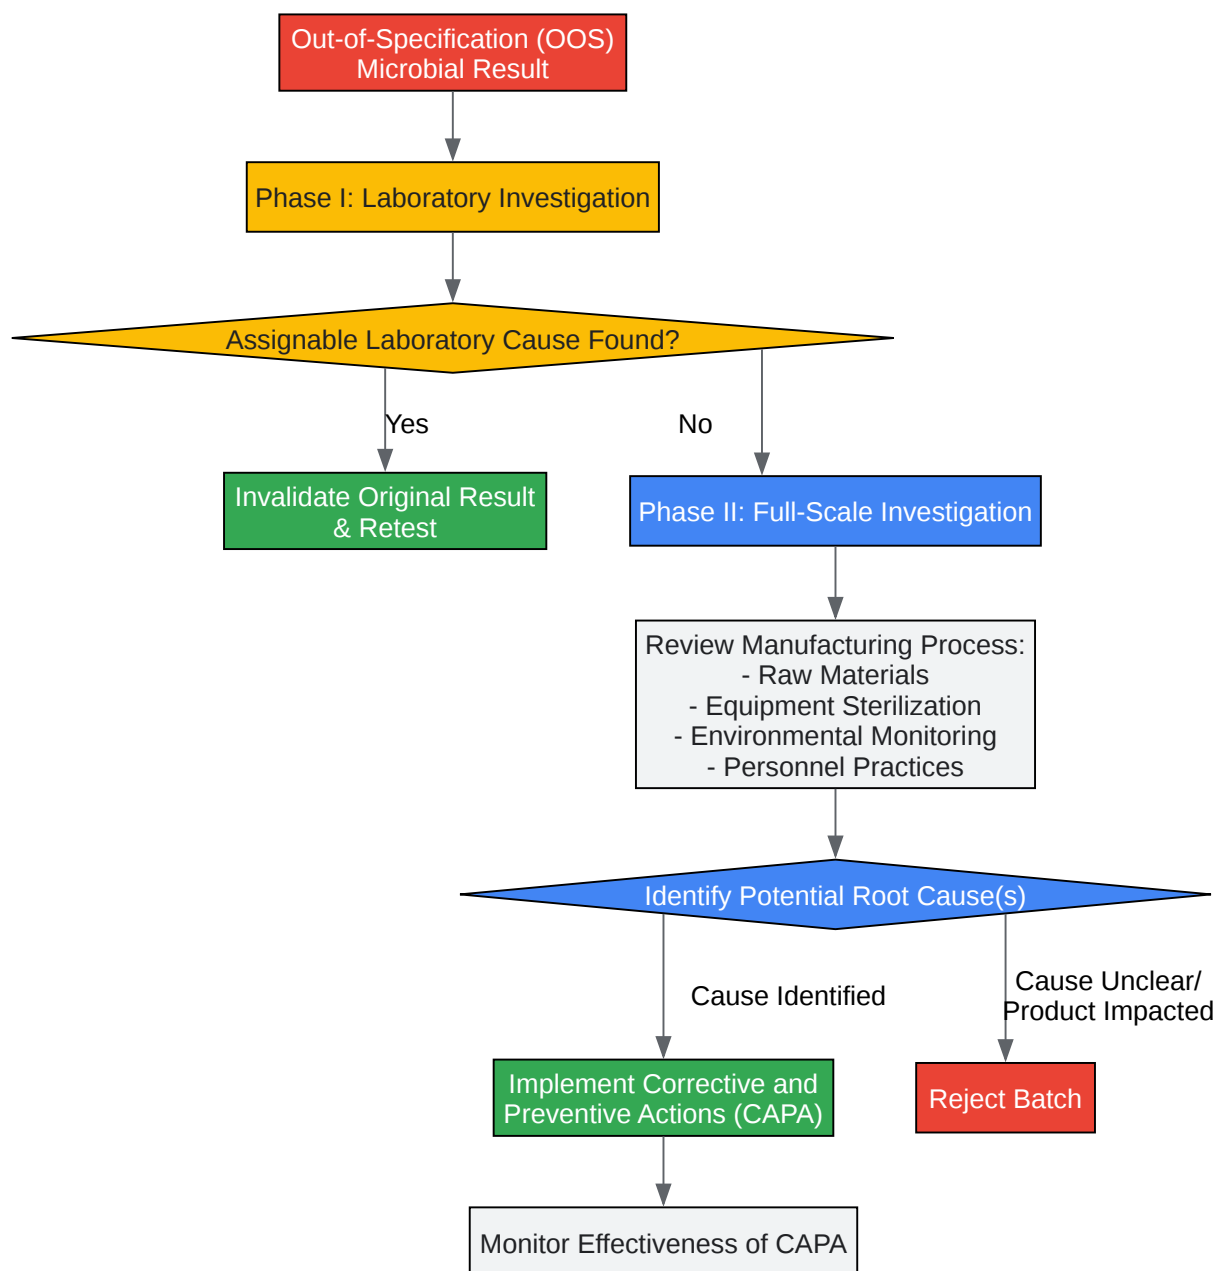 Out-of-Specification (OOS)
Microbial Result
Phase I: Laboratory Investigation
Assignable Laboratory Cause Found?
Yes
No
Invalidate Original Result
& Retest
Phase II: Full-Scale Investigation
Review Manufacturing Process:
- Raw Materials
- Equipment Sterilization
- Environmental Monitoring
- Personnel Practices
Identify Potential Root Cause(s)
Cause Identified
Cause Unclear/
Product Impacted
Implement Corrective and
Preventive Actions (CAPA)
Reject Batch
Monitor Effectiveness of CAPA